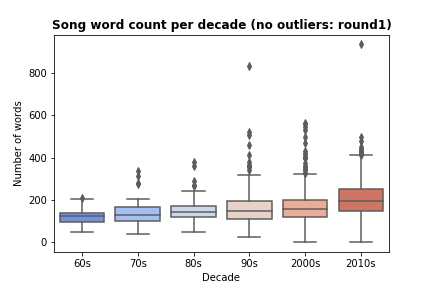 Song word count per decade (no outliers: round1)
Number of words
800
600
400
200
0
60s 70s 80s 90s 2000s 2010s
Decade